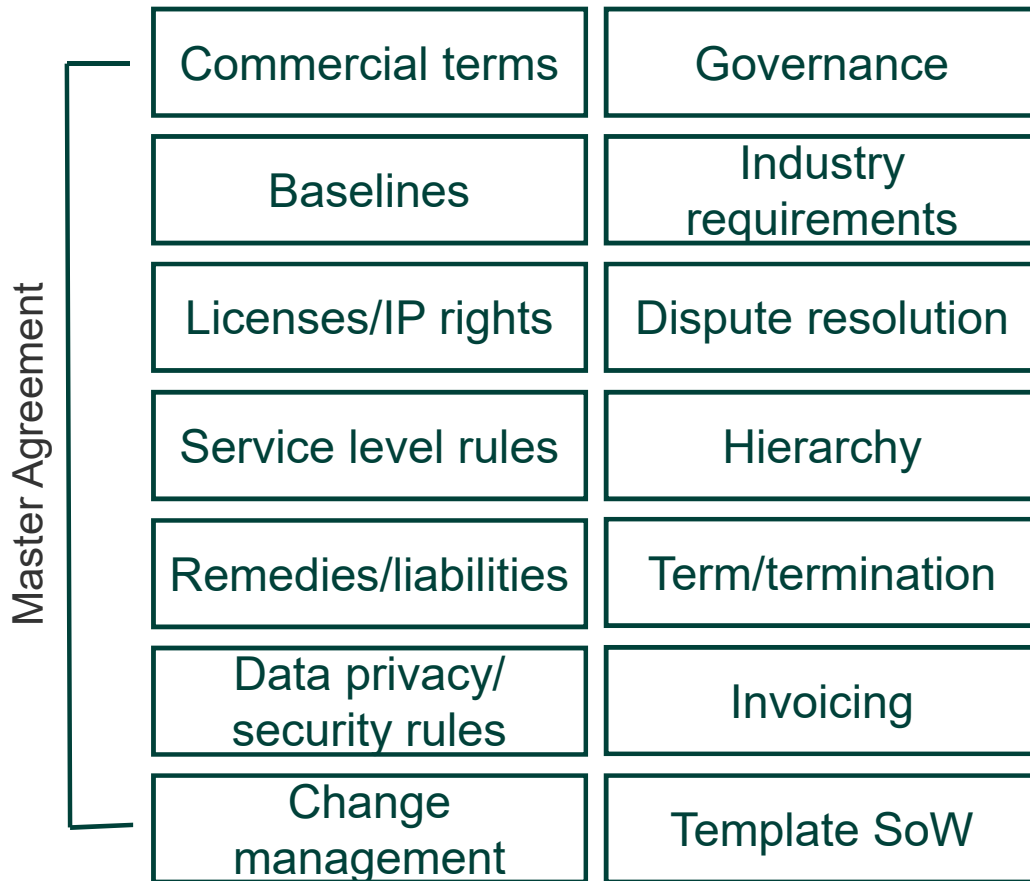 Master Agreement
Commercial terms
Governance
Baselines
Industry
requirements
Licenses/IP rights
Dispute resolution
Service level rules
Hierarchy
Remedies/liabilities
Term/termination
Data privacy/
security rules
Invoicing
Change
management
Template SoW